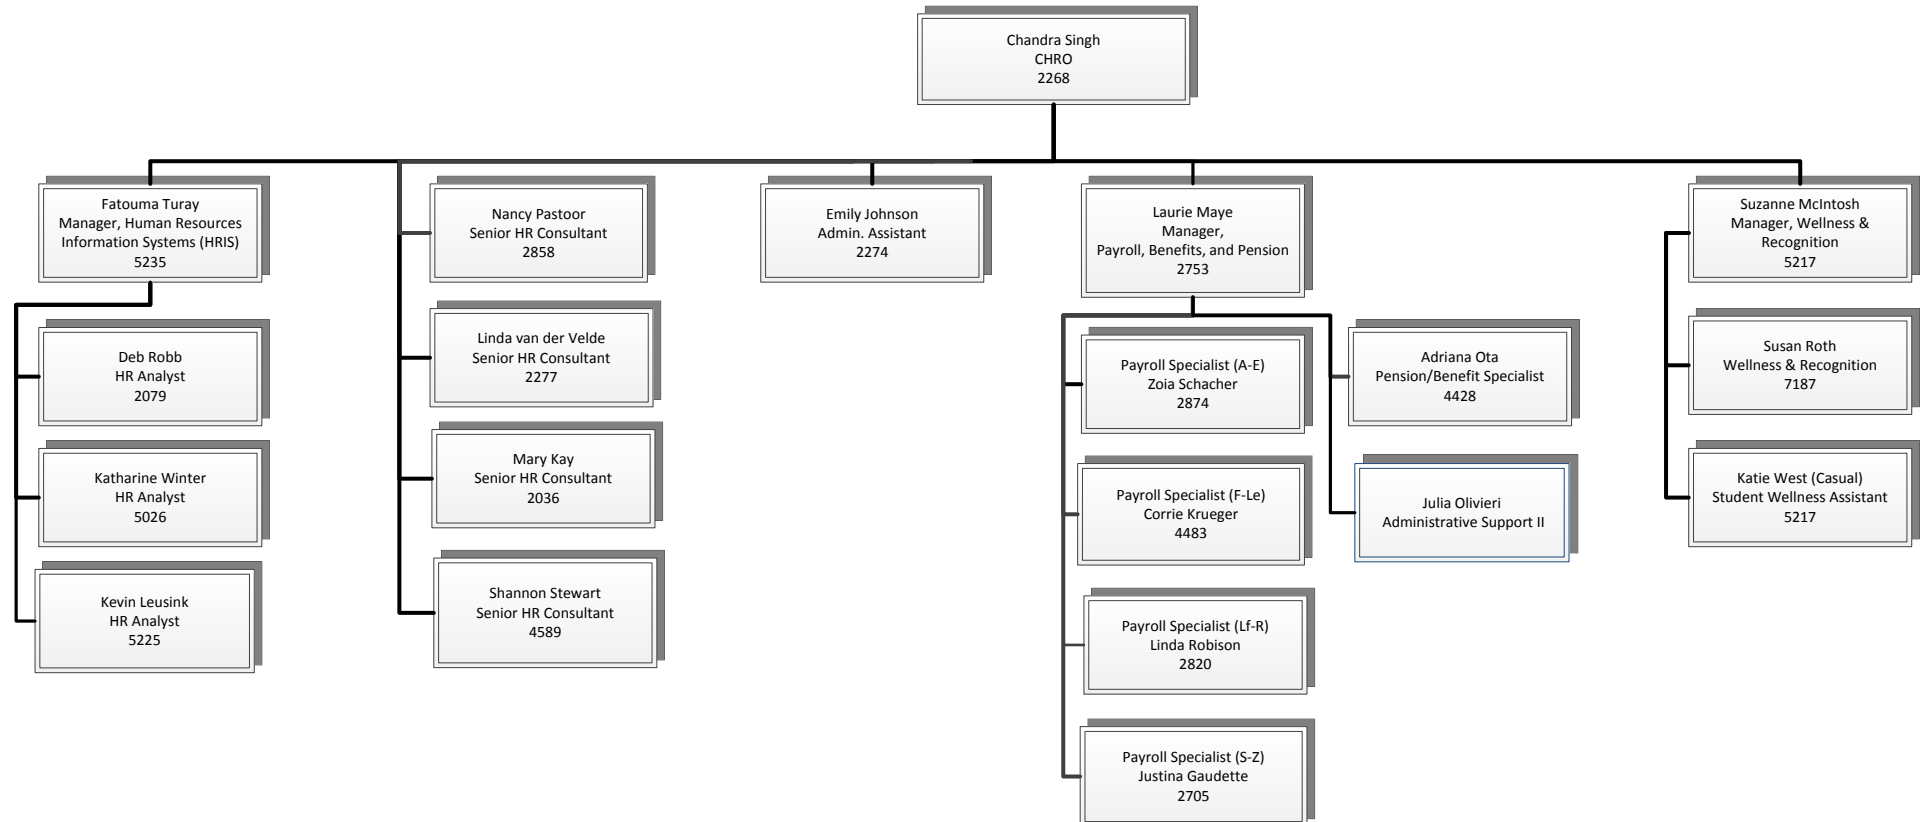 Chandra Singh
CHRO
2268
Fatouma Turay
Manager, Human Resources
Information Systems (HRIS)
5235
Deb Robb
HR Analyst
2079
Katharine Winter
HR Analyst
5026
Kevin Leusink
HR Analyst
5225
Nancy Pastoor
Senior HR Consultant
2858
Linda van der Velde
Senior HR Consultant
2277
Mary Kay
Senior HR Consultant
2036
Shannon Stewart
Senior HR Consultant
4589
Emily Johnson
Admin. Assistant
2274
Laurie Maye
Manager,
Payroll, Benefits, and Pension
2753
Payroll Specialist (A-E)
Zoia Schacher
2874
Payroll Specialist (F-Le)
Corrie Krueger
4483
Payroll Specialist (Lf-R)
Linda Robison
2820
Payroll Specialist (S-Z)
Justina Gaudette
2705
Adriana Ota
Pension/Benefit Specialist
4428
Julia Olivieri
Administrative Support II
Suzanne McIntosh
Manager, Wellness &
Recognition
5217
Susan Roth
Wellness & Recognition
7187
Katie West (Casual)
Student Wellness Assistant
5217